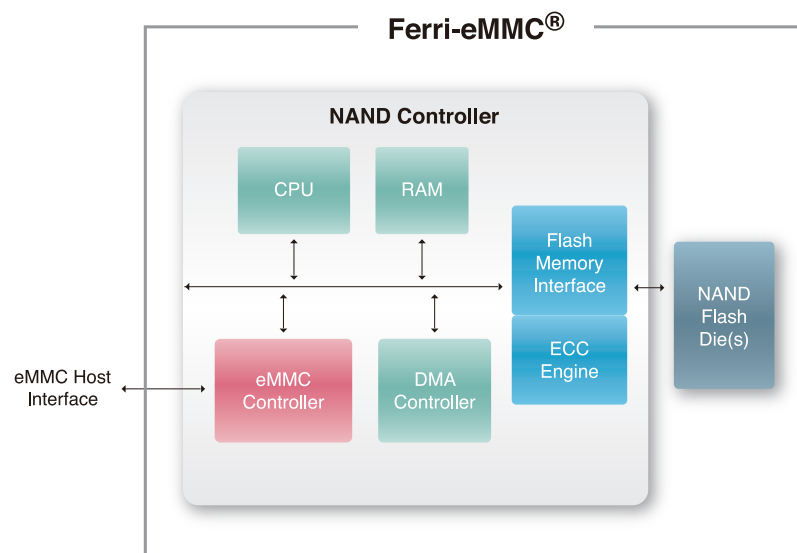 Ferri-eMMC®
NAND Controller
CPU
RAM
Flash
Memory
Interface
NAND
Flash
Die(s)
ECC
Engine
eMMC Host
Interface
eMMC
Controller
DMA
Controller